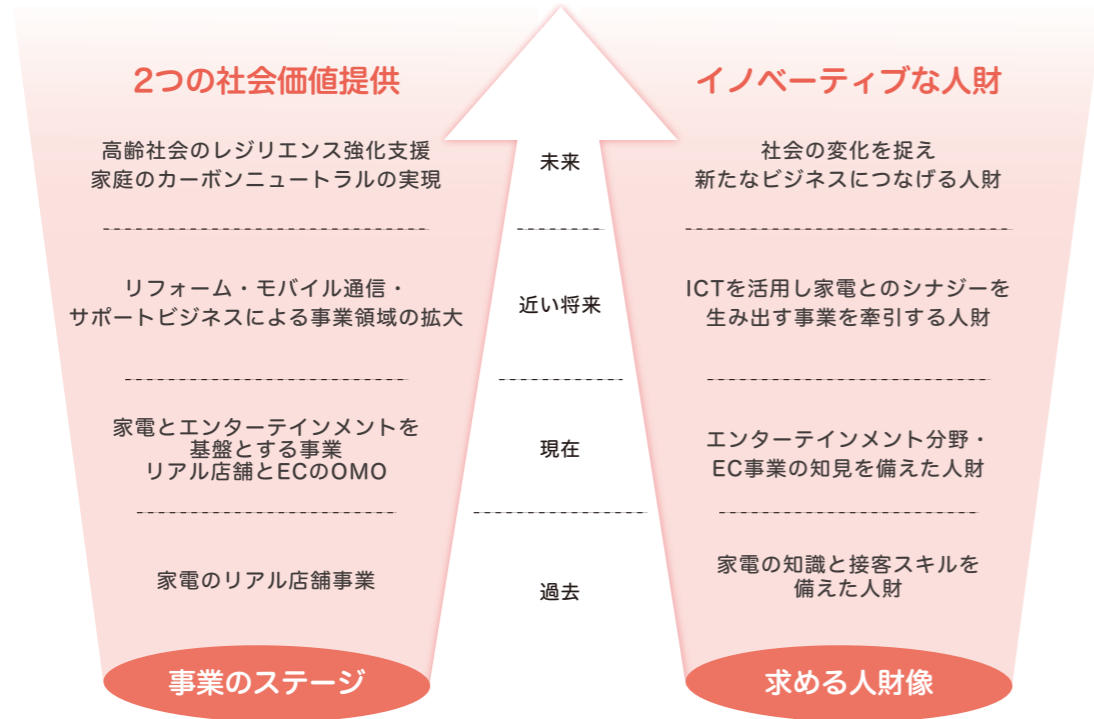 2つの社会価値提供
イノベーティブな人財
高齢社会のレジリエンス強化支援
家庭のカーボンニュートラルの実現
未来
社会の変化を捉え
新たなビジネスにつなげる人財
リフォーム・モバイル通信・
サポートビジネスによる事業領域の拡大
近い将来
ICTを活用し家電とのシナジーを
生み出す事業を牽引する人財
家電とエンターテインメントを
基盤とする事業
リアル店舗とECのOMO
現在
エンターテインメント分野・
EC事業の知見を備えた人財
家電のリアル店舗事業
過去
家電の知識と接客スキルを
備えた人財
事業のステージ
求める人財像